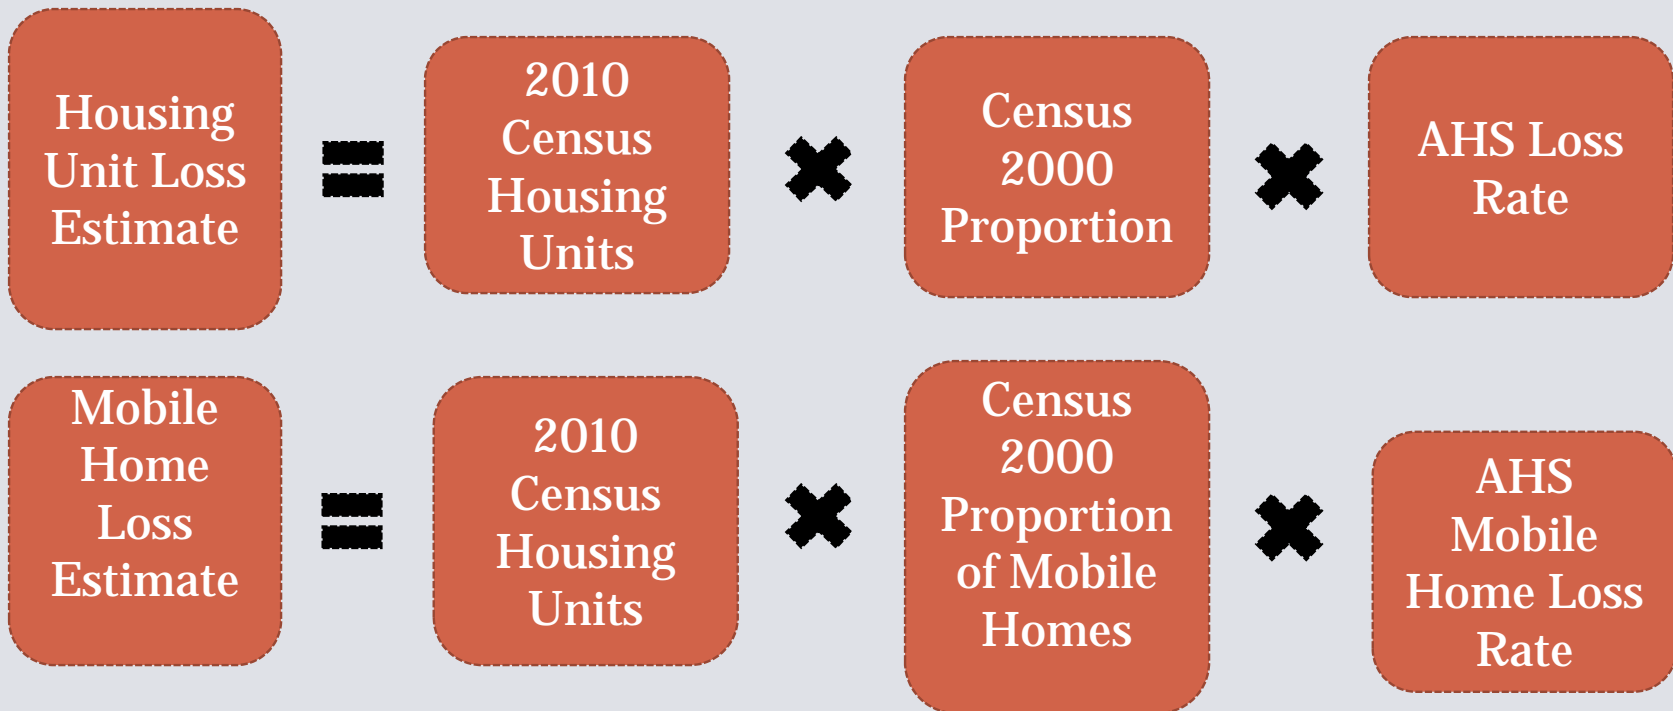 Housing
Unit Loss
Estimate
2010
Census
Housing
Units
Census
2000
Proportion
AHS Loss
Rate
Mobile
Home
Loss
Estimate
2010
Census
Housing
Units
Census
2000
Proportion
of Mobile
Homes
AHS
Mobile
Home Loss
Rate